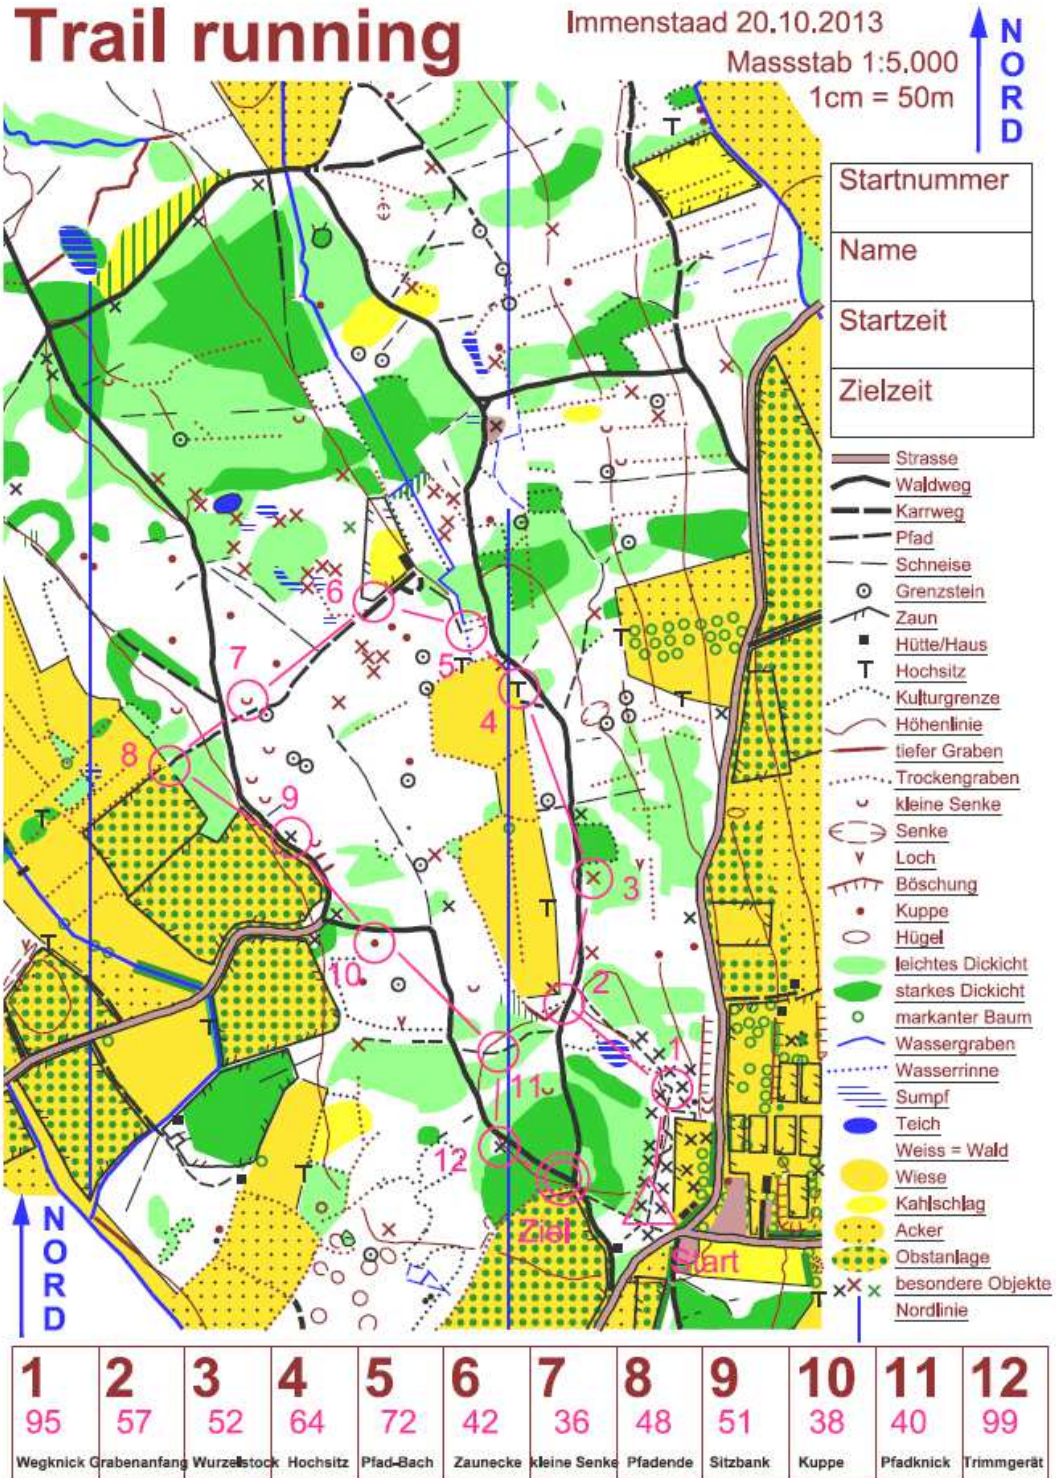 Trail running
Immenstaad 20.10.2013
Massstab 1:5.000
1cm = 50m
N
O
R
D
Startnummer
Name
Startzeit
Zielzeit
Strasse
Waldweg
Karrweg
Pfad
Schneise
Grenzstein
Zaun
Hütte/Haus
Hochsitz
Kulturgrenze
Höhenlinie
tiefer Graben
Trockengraben
kleine Senke
Senke
Loch
Böschung
Kuppe
Hügel
leichtes Dickicht
starkes Dickicht
markanter Baum
Wassergraben
Wasserrinne
Sumpf
Teich
Weiss = Wald
Wiese
Kahlschlag
Acker
Obstanlage
besondere Objekte
Nordlinie
6
5
7
4
8
9
3
10
2
1
11
12
Ziel
Start
N
O
R
D
1 2 3 4 5 6 7 8 9 10 11 12
95 57 52 64 72 42 36 48 51 38 40 99
Wegknick Grabenanfang Wurzelstock Hochsitz Pfad-Bach Zaunecke kleine Senke Pfadende Sitzbank Kuppe Pfadknick Trimmgerät